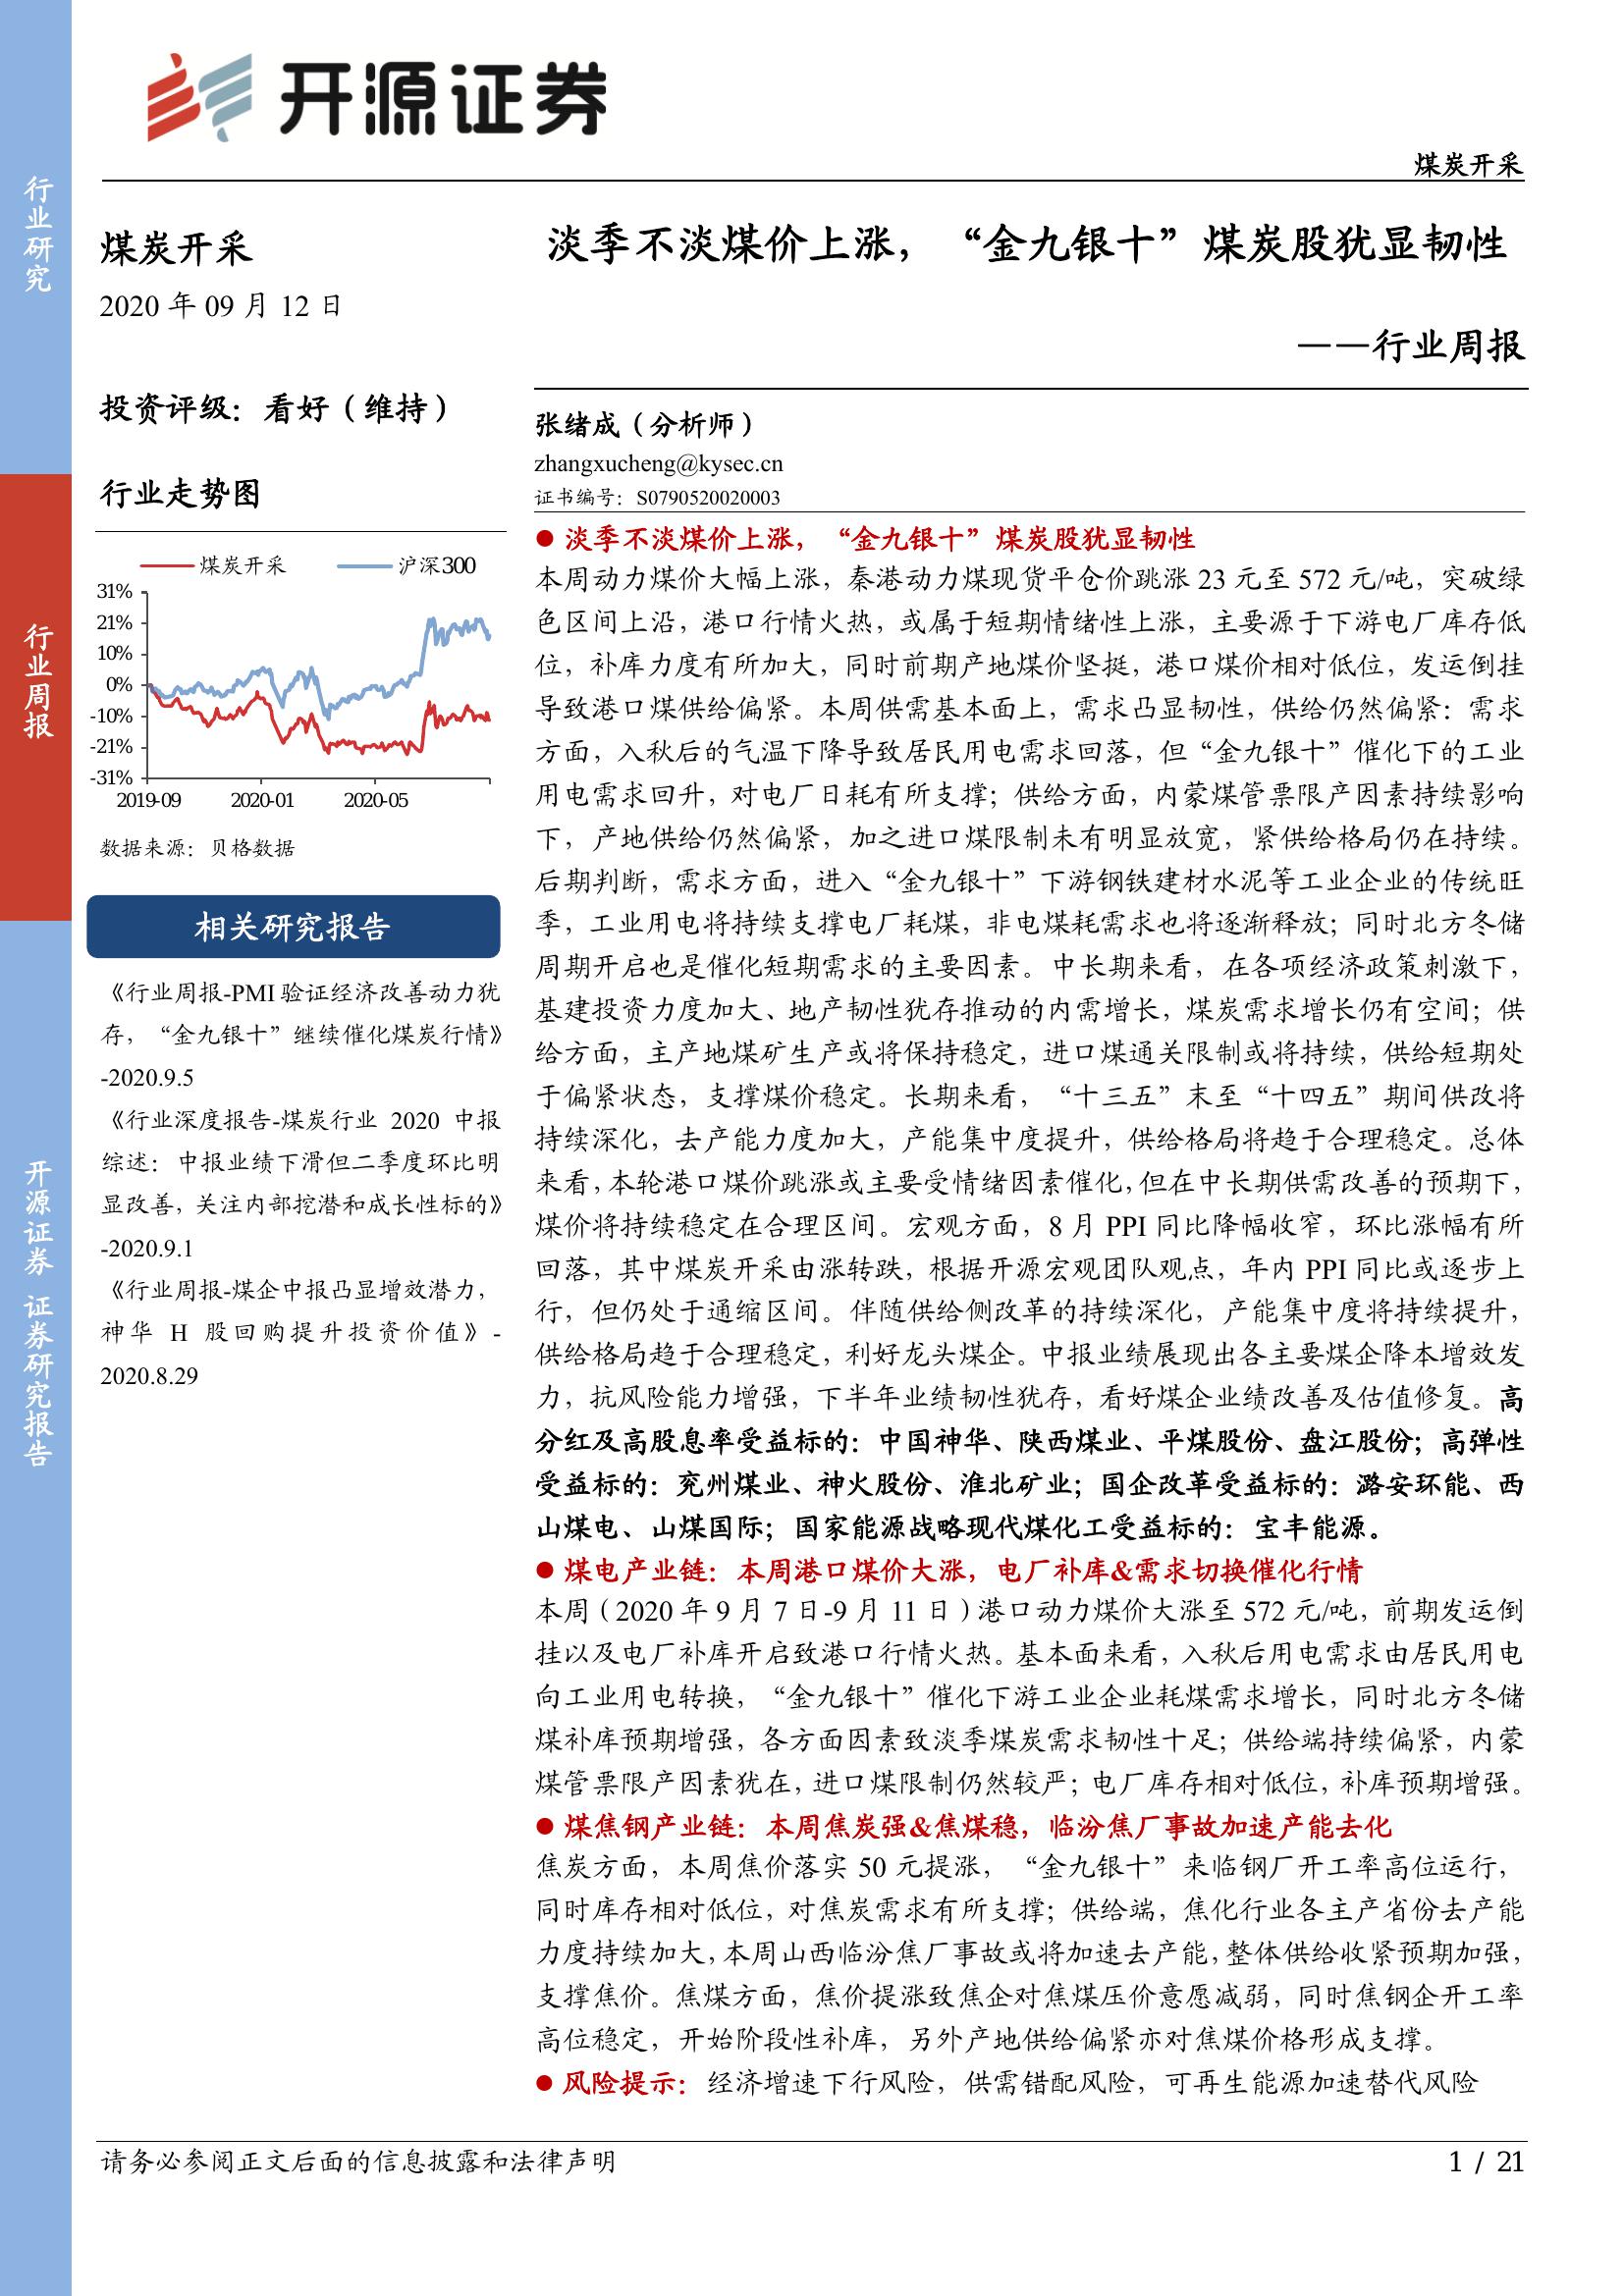 开源证券
煤炭开采
行业研究
行业周报
开源证券 证券研究报告
煤炭开采
2020 年 09 月 12 日
投资评级：看好（维持）
行业走势图
煤炭开采 沪深300
31%
21%
10%
0%
-10%
-21%
-31%
2019-09 2020-01 2020-05
数据来源：贝格数据
相关研究报告
《行业周报-PMI 验证经济改善动力犹
存，“金九银十”继续催化煤炭行情》
-2020.9.5
《行业深度报告-煤炭行业 2020 中报
综述：中报业绩下滑但二季度环比明
显改善，关注内部挖潜和成长性标的》
-2020.9.1
《行业周报-煤企中报凸显增效潜力，
神华 H 股回购提升投资价值》-
2020.8.29
淡季不淡煤价上涨，“金九银十”煤炭股犹显韧性
——行业周报
张绪成（分析师）
zhangxucheng@kysec.cn
证书编号：S0790520020003
● 淡季不淡煤价上涨，“金九银十”煤炭股犹显韧性
本周动力煤价大幅上涨，秦港动力煤现货平仓价跳涨 23 元至 572 元/吨，突破绿
色区间上沿，港口行情火热，或属于短期情绪性上涨，主要源于下游电厂库存低
位，补库力度有所加大，同时前期产地煤价坚挺，港口煤价相对低位，发运倒挂
导致港口煤供给偏紧。本周供需基本面上，需求凸显韧性，供给仍然偏紧：需求
方面，入秋后的气温下降导致居民用电需求回落，但“金九银十”催化下的工业
用电需求回升，对电厂日耗有所支撑；供给方面，内蒙煤管票限产因素持续影响
下，产地供给仍然偏紧，加之进口煤限制未有明显放宽，紧供给格局仍在持续。
后期判断，需求方面，进入“金九银十”下游钢铁建材水泥等工业企业的传统旺
季，工业用电将持续支撑电厂耗煤，非电煤耗需求也将逐渐释放；同时北方冬储
周期开启也是催化短期需求的主要因素。中长期来看，在各项经济政策刺激下，
基建投资力度加大、地产韧性犹存推动的内需增长，煤炭需求增长仍有空间；供
给方面，主产地煤矿生产或将保持稳定，进口煤通关限制或将持续，供给短期处
于偏紧状态，支撑煤价稳定。长期来看，“十三五”末至“十四五”期间供改将
持续深化，去产能力度加大，产能集中度提升，供给格局将趋于合理稳定。总体
来看，本轮港口煤价跳涨或主要受情绪因素催化，但在中长期供需改善的预期下，
煤价将持续稳定在合理区间。宏观方面，8 月 PPI 同比降幅收窄，环比涨幅有所
回落，其中煤炭开采由涨转跌，根据开源宏观团队观点，年内 PPI 同比或逐步上
行，但仍处于通缩区间。伴随供给侧改革的持续深化，产能集中度将持续提升，
供给格局趋于合理稳定，利好龙头煤企。中报业绩展现出各主要煤企降本增效发
力，抗风险能力增强，下半年业绩韧性犹存，看好煤企业绩改善及估值修复。高
分红及高股息率受益标的：中国神华、陕西煤业、平煤股份、盘江股份；高弹性
受益标的：兖州煤业、神火股份、淮北矿业；国企改革受益标的：潞安环能、西
山煤电、山煤国际；国家能源战略现代煤化工受益标的：宝丰能源。
● 煤电产业链：本周港口煤价大涨，电厂补库&需求切换催化行情
本周（2020 年 9 月 7 日-9 月 11 日）港口动力煤价大涨至 572 元/吨，前期发运倒
挂以及电厂补库开启致港口行情火热。基本面来看，入秋后用电需求由居民用电
向工业用电转换，“金九银十”催化下游工业企业耗煤需求增长，同时北方冬储
煤补库预期增强，各方面因素致淡季煤炭需求韧性十足；供给端持续偏紧，内蒙
煤管票限产因素犹在，进口煤限制仍然较严；电厂库存相对低位，补库预期增强。
● 煤焦钢产业链：本周焦炭强&焦煤稳，临汾焦厂事故加速产能去化
焦炭方面，本周焦价落实 50 元提涨，“金九银十”来临钢厂开工率高位运行，
同时库存相对低位，对焦炭需求有所支撑；供给端，焦化行业各主产省份去产能
力度持续加大，本周山西临汾焦厂事故或将加速去产能，整体供给收紧预期加强，
支撑焦价。焦煤方面，焦价提涨致焦企对焦煤压价意愿减弱，同时焦钢企开工率
高位稳定，开始阶段性补库，另外产地供给偏紧亦对焦煤价格形成支撑。
● 风险提示：经济增速下行风险，供需错配风险，可再生能源加速替代风险
请务必参阅正文后面的信息披露和法律声明
1 / 21